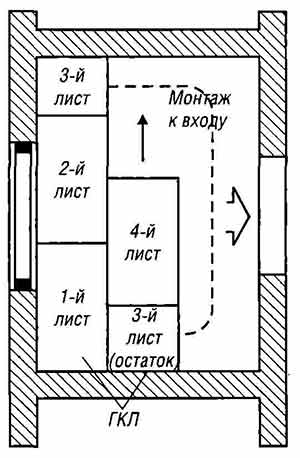 3-й
лист
Монтаж
к входу
2-й
лист
4-й
лист
1-й
лист
3-й
лист
(остаток)
ГКЛ